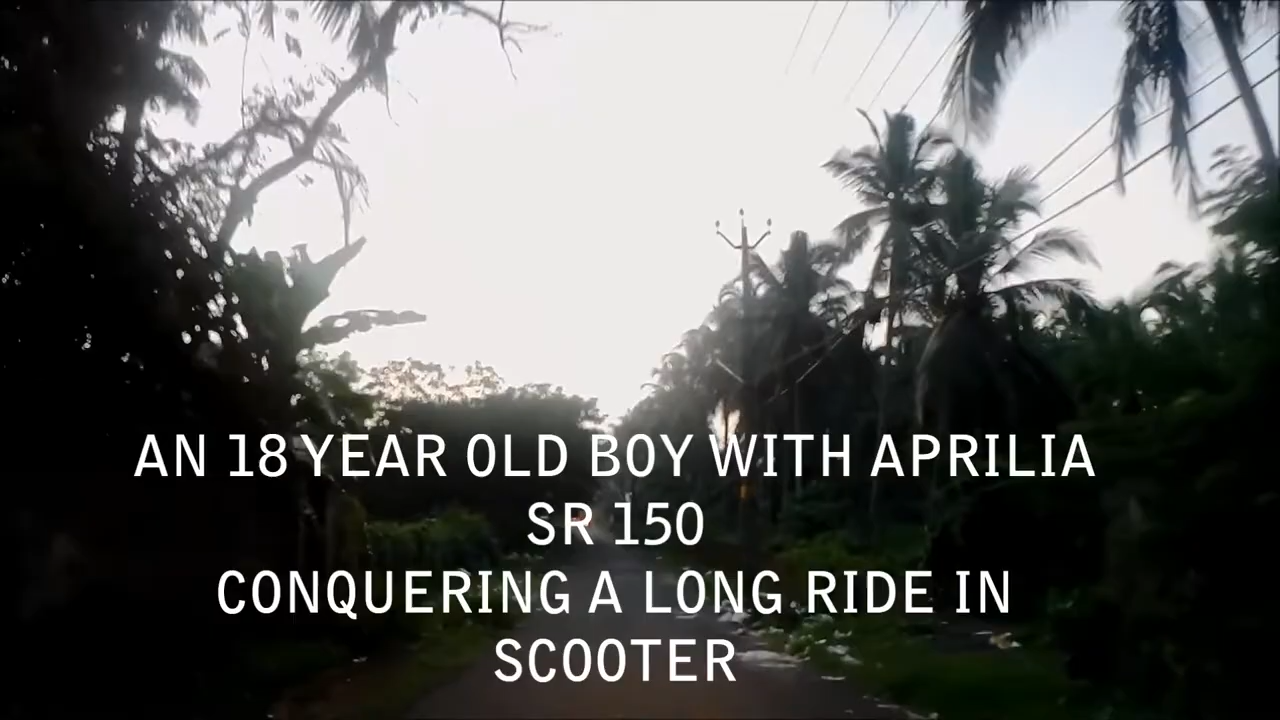 AN 18 YEAR OLD BOY WITH APRILIA
SR 150
CONQUERING A LONG RIDE IN
SCOOTER